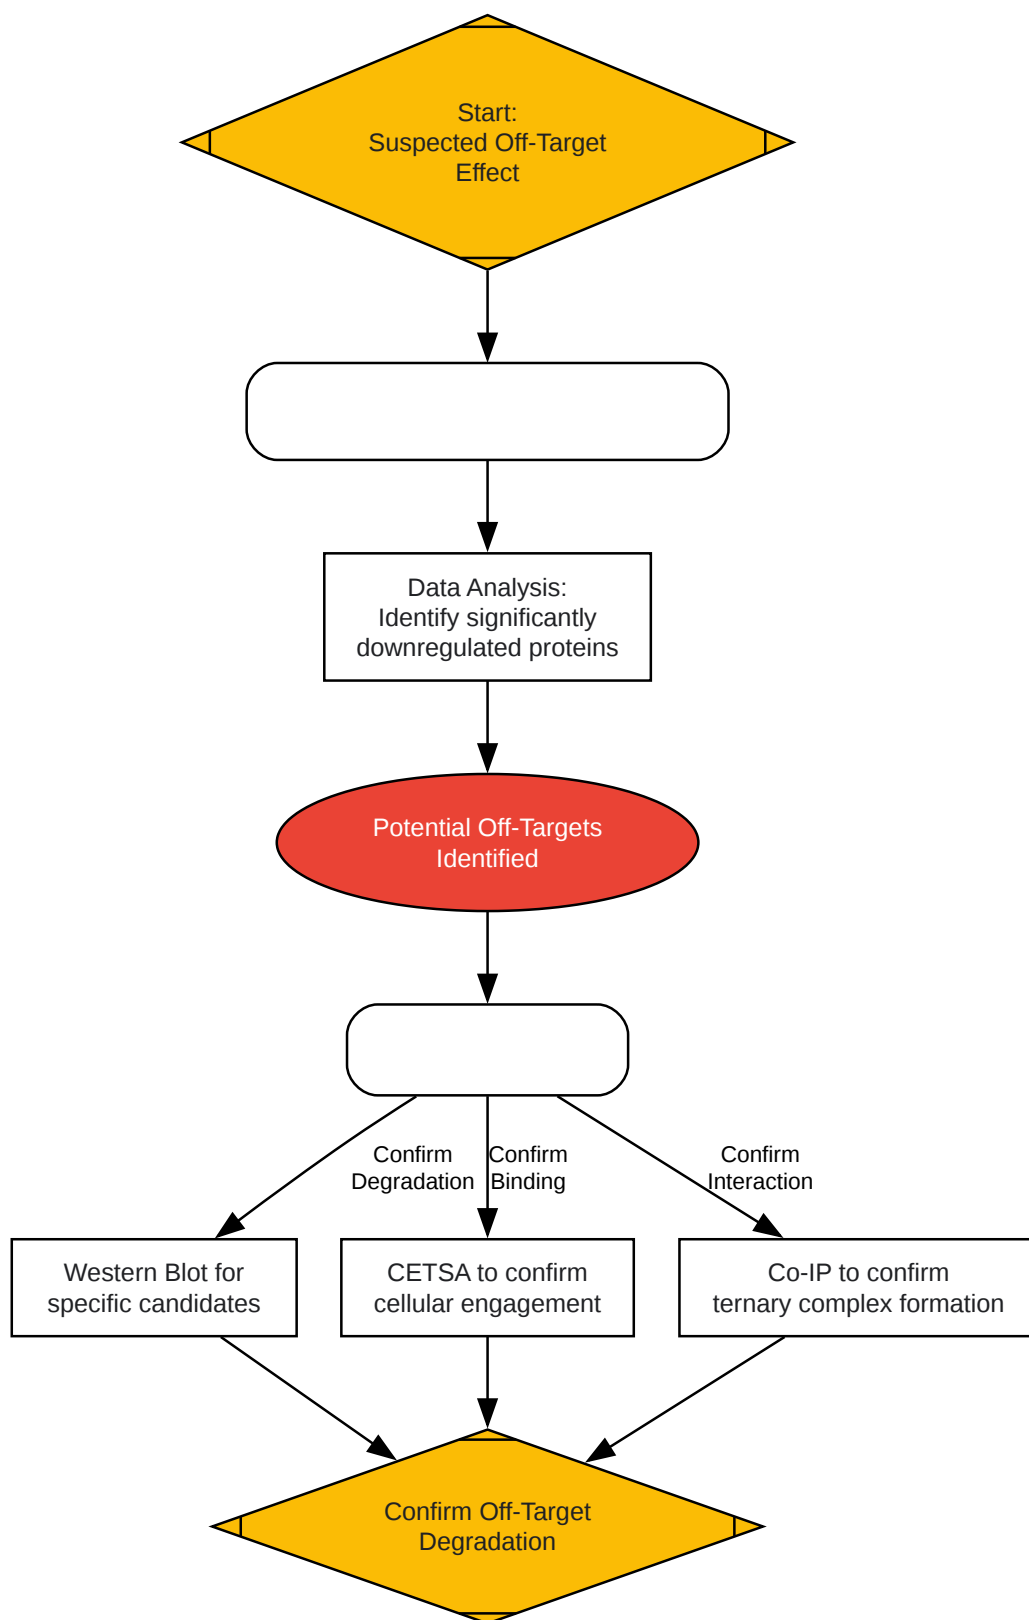 Start:
Suspected Off-Target
Effect
Data Analysis:
Identify significantly
downregulated proteins
Potential Off-Targets
Identified
Confirm
Degradation
Confirm
Binding
Confirm
Interaction
Western Blot for
specific candidates
CETSA to confirm
cellular engagement
Co-IP to confirm
ternary complex formation
Confirm Off-Target
Degradation